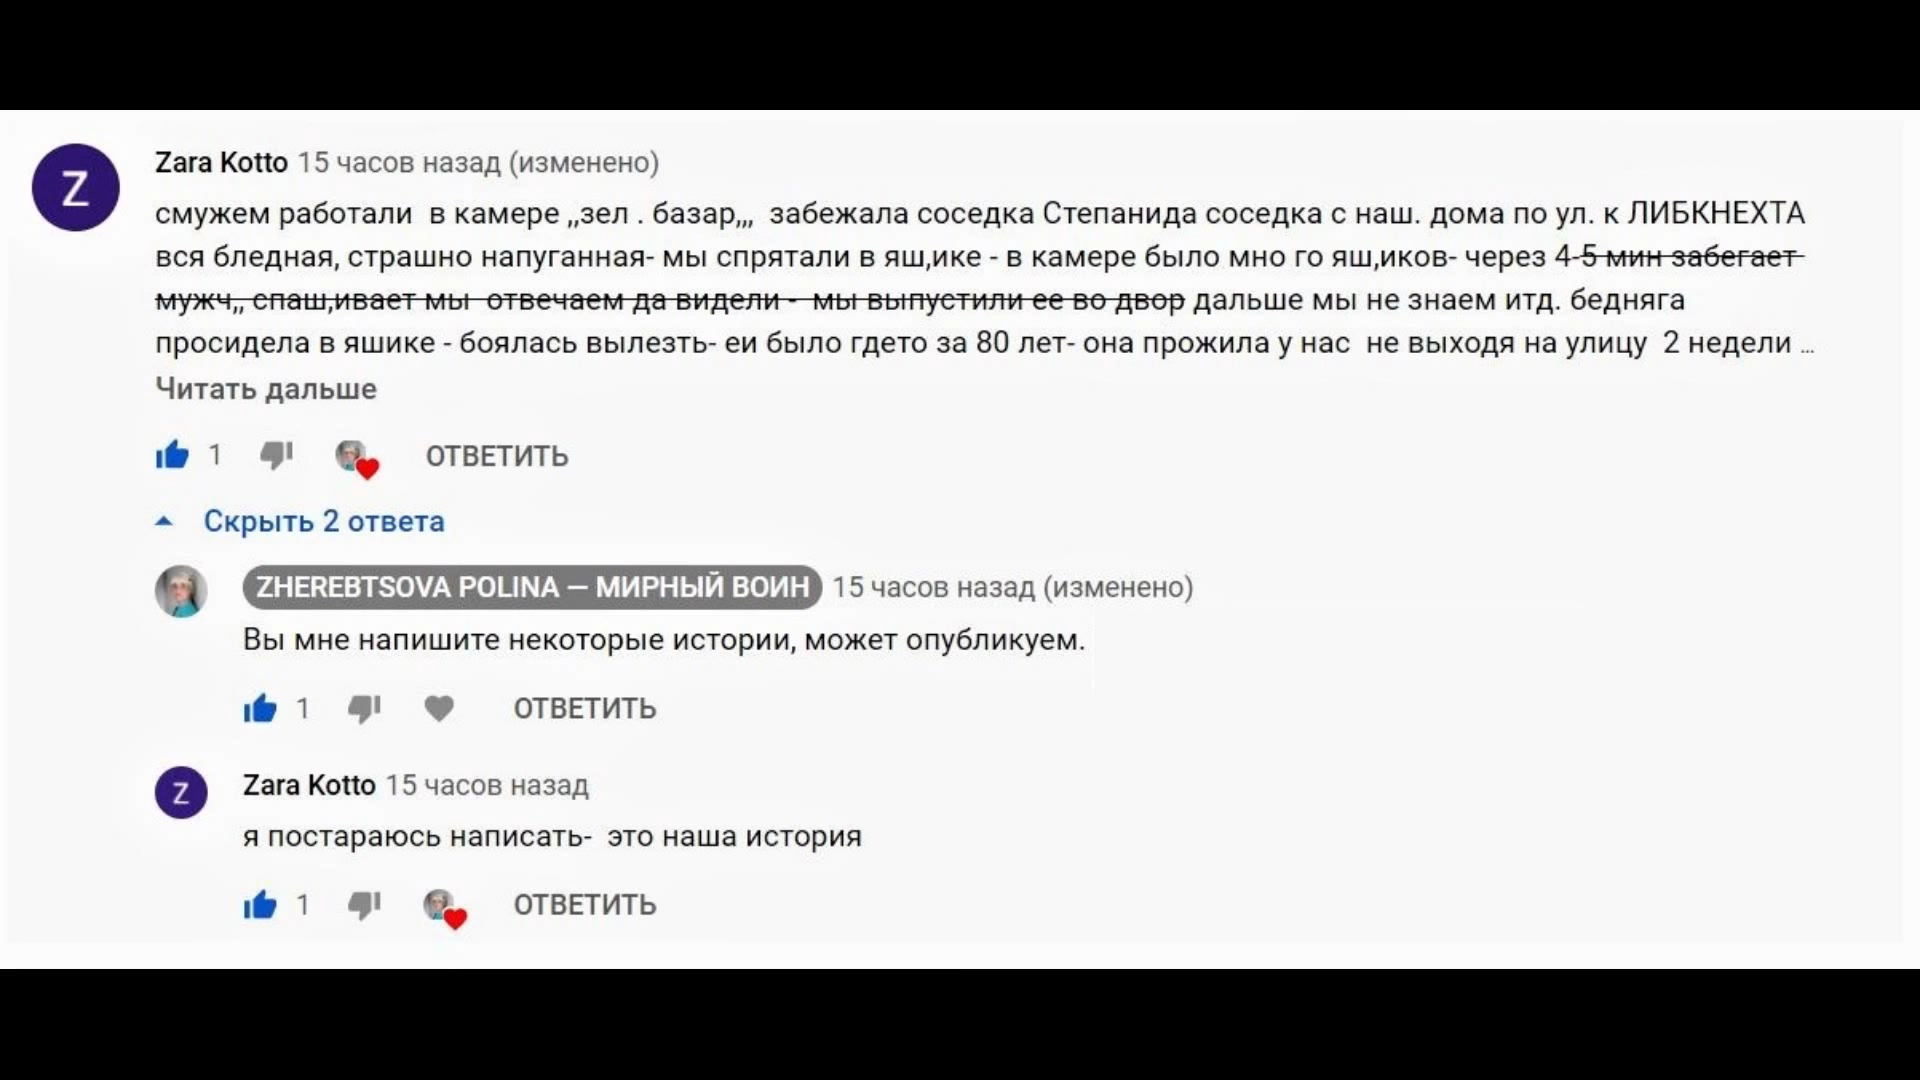 Z
Zara Kotto 15 часов назад (изменено)
смужем работали в камере ,,зел . базар,,, забежала соседка Степанида соседка с наш. дома по ул. к ЛИБКНЕХТА
вся бледная, страшно напуганная- мы спрятали в яш,ике - в камере было мно го яш,иков- через 4-5 мин забегает
мужч,, спаш,ивает мы отвечаем да видели - мы выпустили ее во двор дальше мы не знаем итд. бедняга
просидела в яшике - боялась вылезть- еи было гдето за 80 лет- она прожила у нас не выходя на улицу 2 недели ...
Читать дальше
1 ОТВЕТИТЬ
Скрыть 2 ответа
ZHEREBTSOVA POLINA — МИРНЫЙ ВОИН 15 часов назад (изменено)
Вы мне напишите некоторые истории, может опубликуем.
1 ОТВЕТИТЬ
Z
Zara Kotto 15 часов назад
я постараюсь написать- это наша история
1 ОТВЕТИТЬ